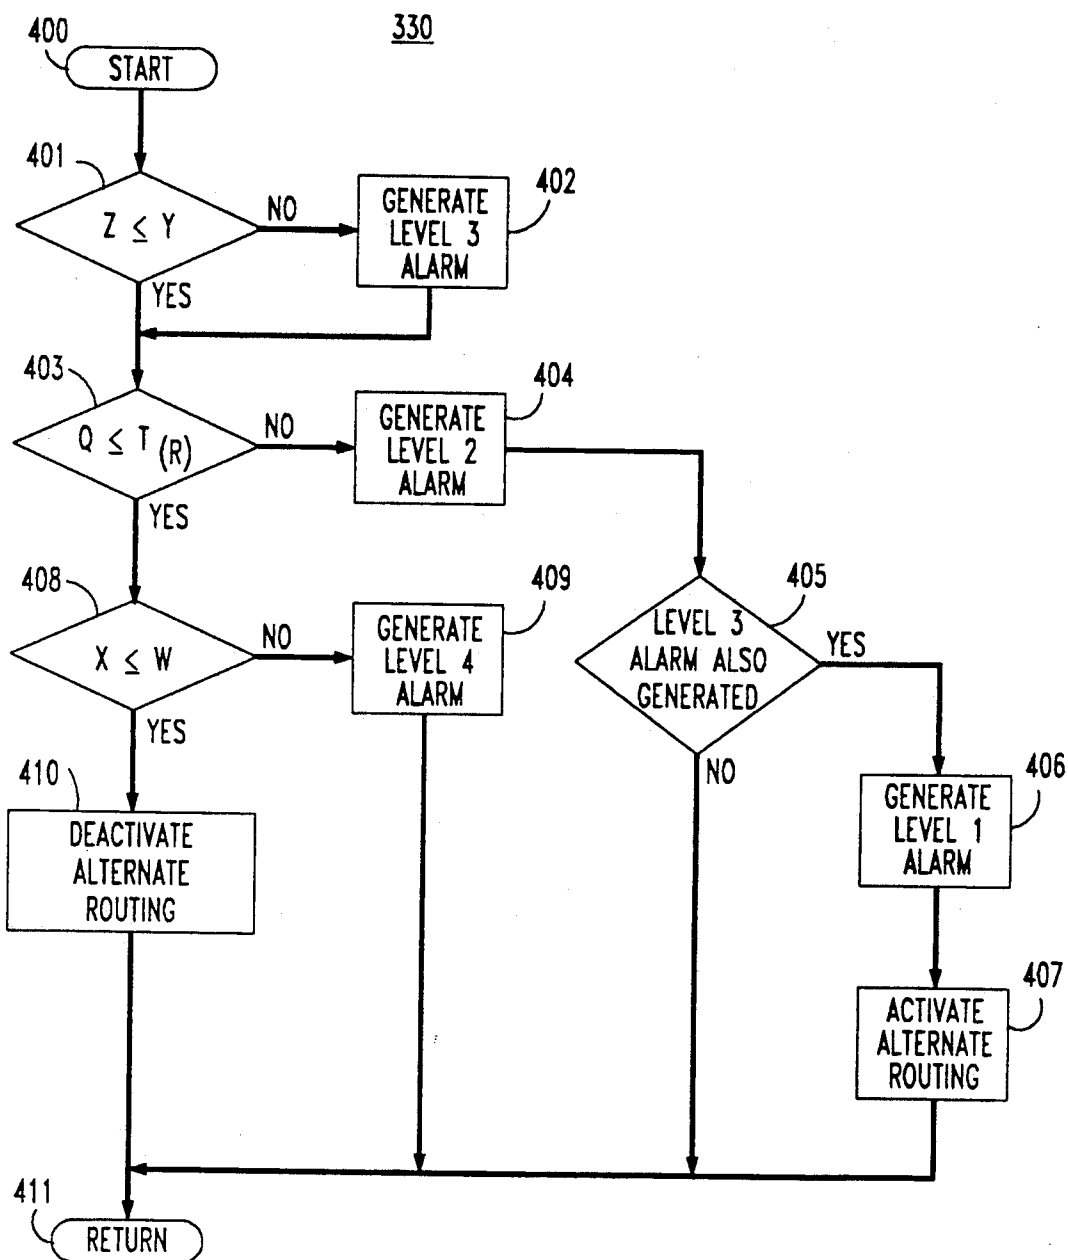 330
400
START
401
Z ≤ Y
NO
YES
402
GENERATE
LEVEL 3
ALARM
403
Q ≤ T (R)
NO
YES
404
GENERATE
LEVEL 2
ALARM
405
LEVEL 3
ALARM ALSO
GENERATED
YES
NO
408
X ≤ W
NO
YES
409
GENERATE
LEVEL 4
ALARM
406
GENERATE
LEVEL 1
ALARM
410
DEACTIVATE
ALTERNATE
ROUTING
407
ACTIVATE
ALTERNATE
ROUTING
411
RETURN